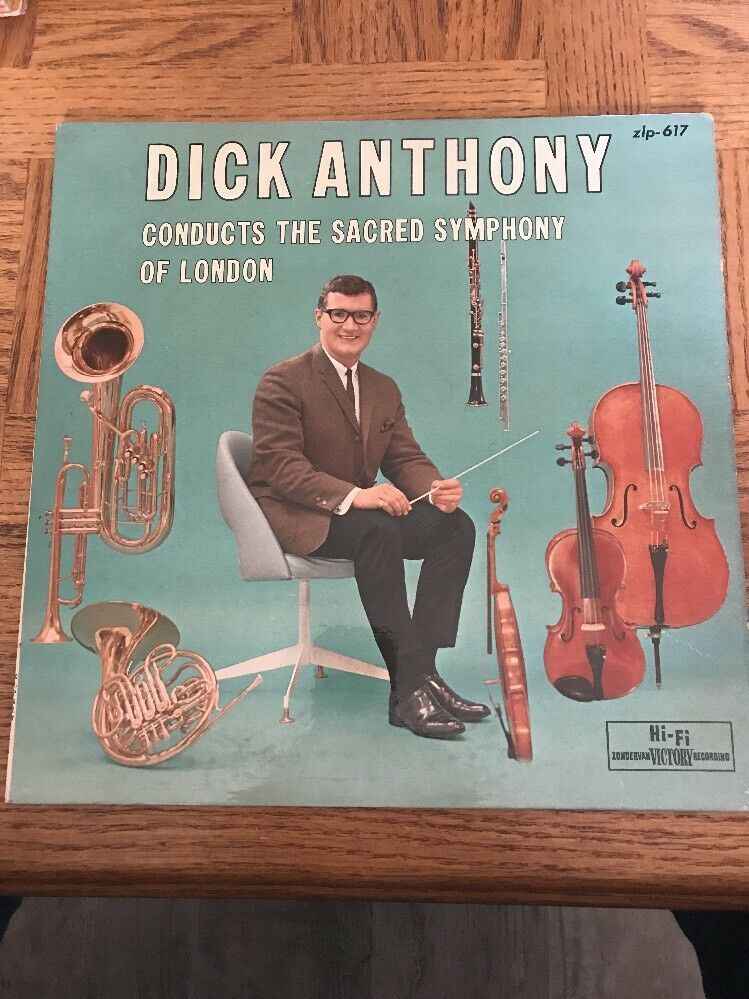 zlp-617
DICK ANTHONY
CONDUCTS THE SACRED SYMPHONY
OF LONDON
Hi-Fi
ZONDERVAN VICTORY RECORDING